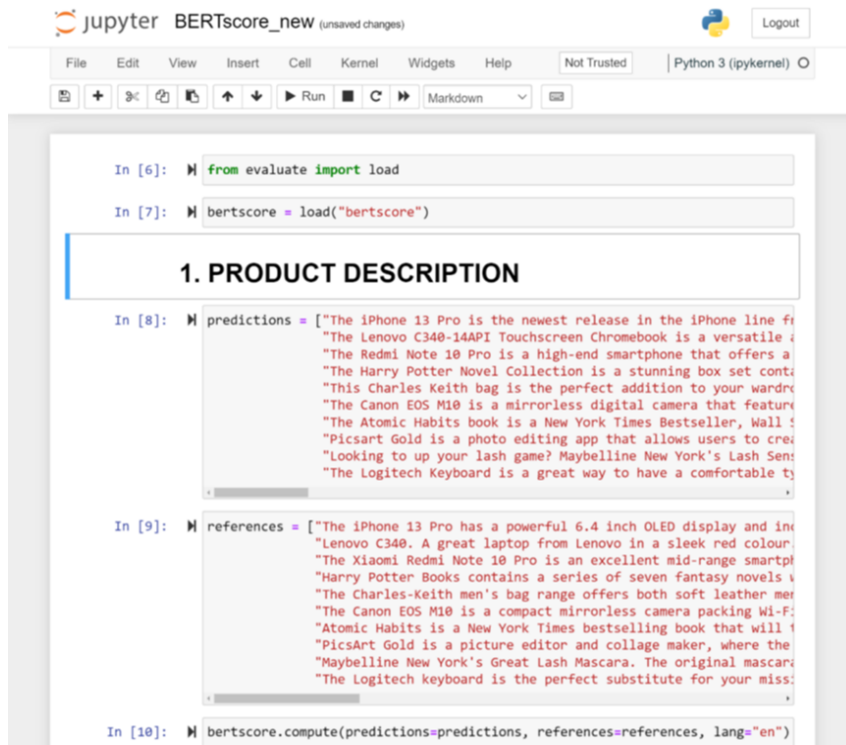 jupyter BERTscore_new (unsaved changes) Logout
File Edit View Insert Cell Kernel Widgets Help Not Trusted Python 3 (ipykernel)
Run Markdown
In [6]: from evaluate import load
In [7]: bertscore = load("bertscore")
1. PRODUCT DESCRIPTION
In [8]: predictions = ["The iPhone 13 Pro is the newest release in the iPhone line fr
"The Lenovo C340-14API Touchscreen Chromebook is a versatile a
"The Redmi Note 10 Pro is a high-end smartphone that offers a
"The Harry Potter Novel Collection is a stunning box set conta
"This Charles Keith bag is the perfect addition to your wardro
"The Canon EOS M10 is a mirrorless digital camera that feature
"The Atomic Habits book is a New York Times Bestseller, Wall S
"Picsart Gold is a photo editing app that allows users to crea
"Looking to up your lash game? Maybelline New York's Lash Sens
"The Logitech Keyboard is a great way to have a comfortable ty
In [9]: references = ["The iPhone 13 Pro has a powerful 6.4 inch OLED display and inc
"Lenovo C340. A great laptop from Lenovo in a sleek red colour.
"The Xiaomi Redmi Note 10 Pro is an excellent mid-range smartph
"Harry Potter Books contains a series of seven fantasy novels w
"The Charles-Keith men's bag range offers both soft leather mer
"The Canon EOS M10 is a compact mirrorless camera packing Wi-Fi
"Atomic Habits is a New York Times bestselling book that will t
"PicsArt Gold is a picture editor and collage maker, where the
"Maybelline New York's Great Lash Mascara. The original mascara
"The Logitech keyboard is the perfect substitute for your missi
In [10]: bertscore.compute(predictions=predictions, references=references, lang="en")